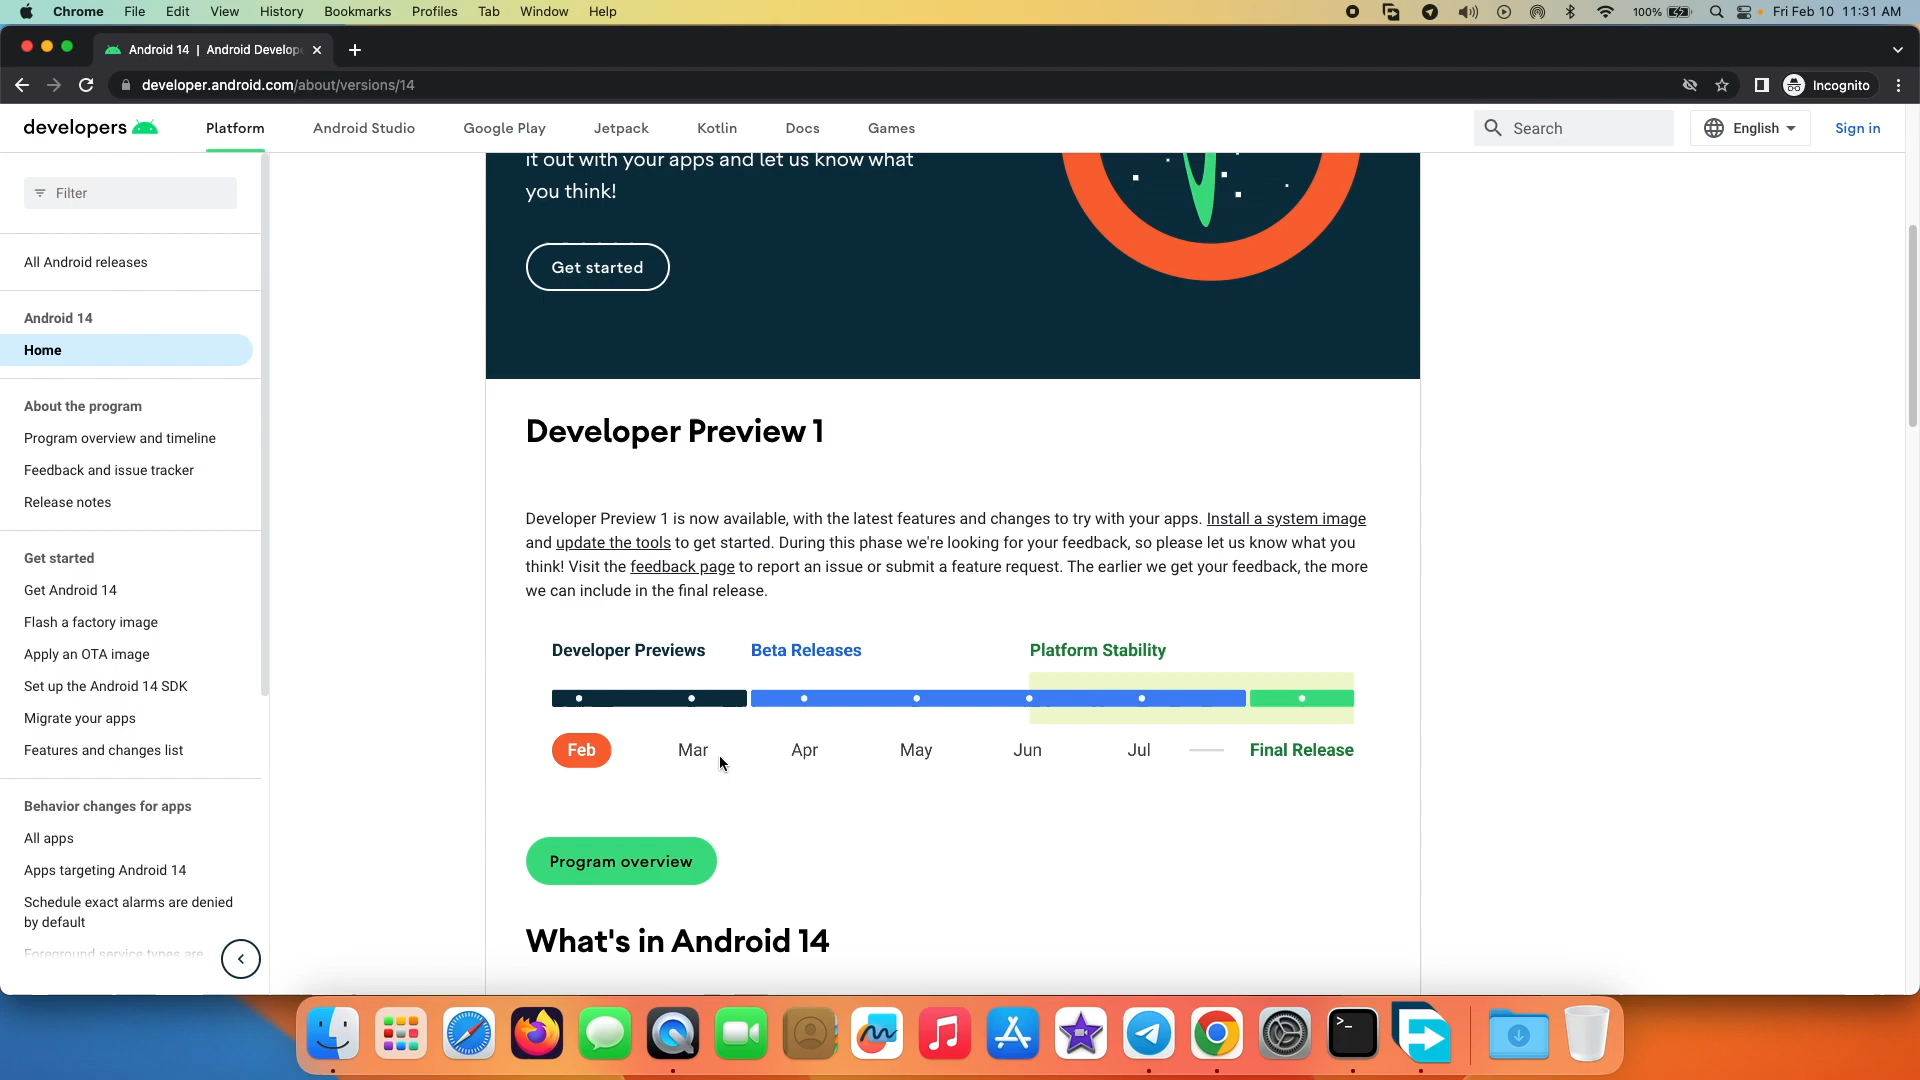 Chrome File Edit View History Bookmarks Profiles Tab Window Help 100% Fri Feb 10 11:31 AM
Android 14 | Android Develop
developer.android.com/about/versions/14 Incognito
developers Platform Android Studio Google Play Jetpack Kotlin Docs Games Search English Sign in
Filter
All Android releases
Android 14
Home
About the program
Program overview and timeline
Feedback and issue tracker
Release notes
Get started
Get Android 14
Flash a factory image
Apply an OTA image
Set up the Android 14 SDK
Migrate your apps
Features and changes list
Behavior changes for apps
All apps
Apps targeting Android 14
Schedule exact alarms are denied
by default
Foreground service types are
it out with your apps and let us know what
you think!
Get started
Developer Preview 1
Developer Preview 1 is now available, with the latest features and changes to try with your apps. Install a system image
and update the tools to get started. During this phase we're looking for your feedback, so please let us know what you
think! Visit the feedback page to report an issue or submit a feature request. The earlier we get your feedback, the more
we can include in the final release.
Developer Previews Beta Releases Platform Stability
Feb Mar Apr May Jun Jul Final Release
Program overview
What's in Android 14